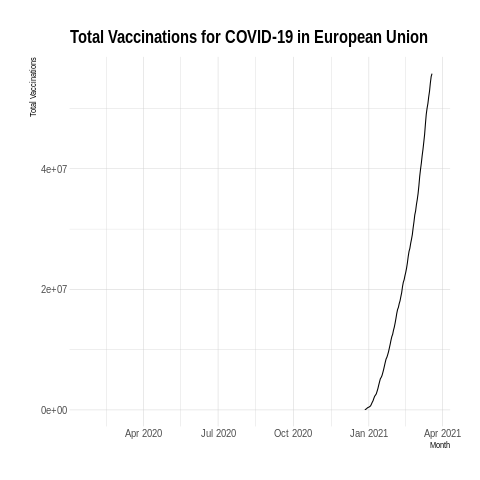 Total Vaccinations for COVID-19 in European Union
Total Vaccinations
4e+07
2e+07
0e+00
Apr 2020 Jul 2020 Oct 2020 Jan 2021 Apr 2021
Month